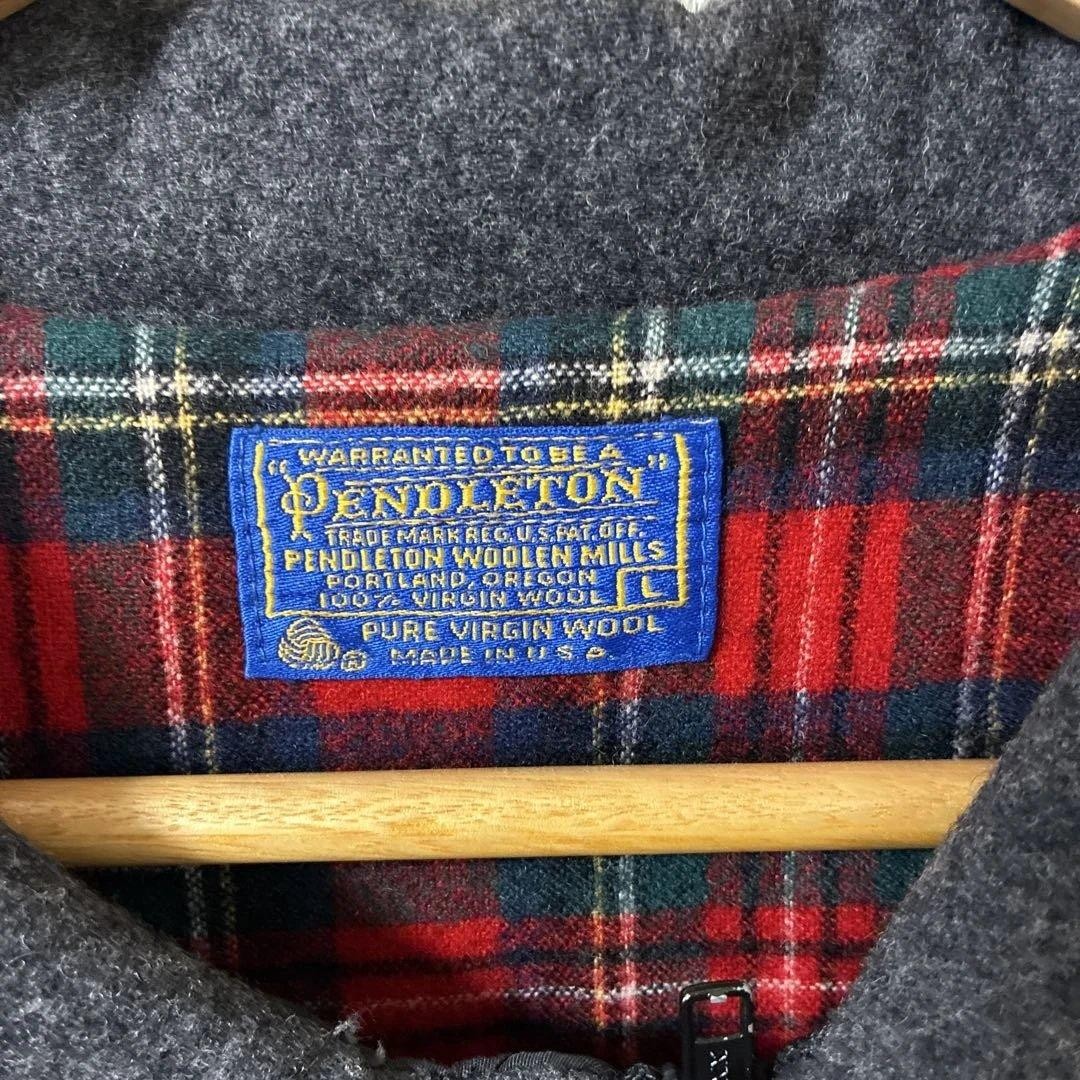 WARRANTED TO BE A
"PENDLETON"
TRADE MARK REG. U.S. PAT. OFF.
PENDLETON WOOLEN MILLS
PORTLAND, OREGON
100% VIRGIN WOOL L
PURE VIRGIN WOOL
® MADE IN U.S.A.